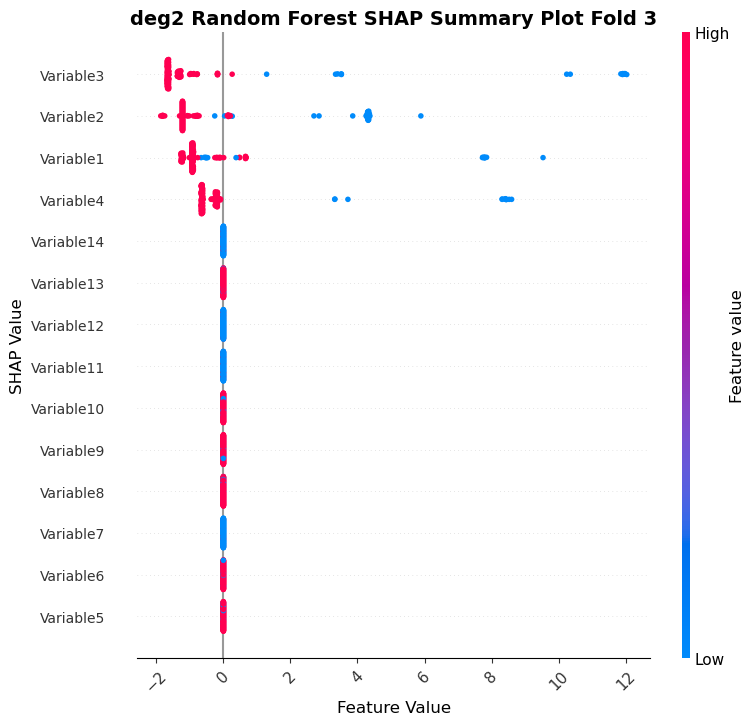 deg2 Random Forest SHAP Summary Plot Fold 3
High
Variable3
Variable2
Variable1
Variable4
Variable14
Variable13
Variable12
Variable11
Variable10
Variable9
Variable8
Variable7
Variable6
Variable5
SHAP Value
Feature value
Low
−2 0 2 4 6 8 10 12
Feature Value